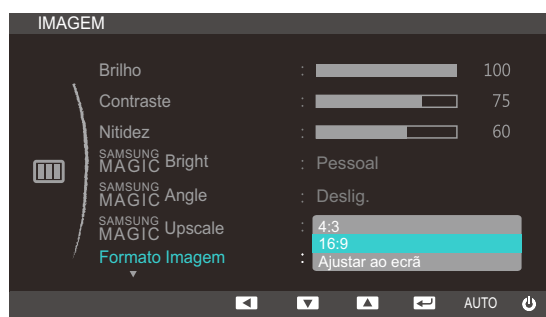 IMAGEM
Brilho : 100
Contraste : 75
Nitidez : 60
SAMSUNG MAGIC Bright : Pessoal
SAMSUNG MAGIC Angle : Deslig.
SAMSUNG MAGIC Upscale : 4:3
16:9
Formato Imagem : Ajustar ao ecrã
AUTO